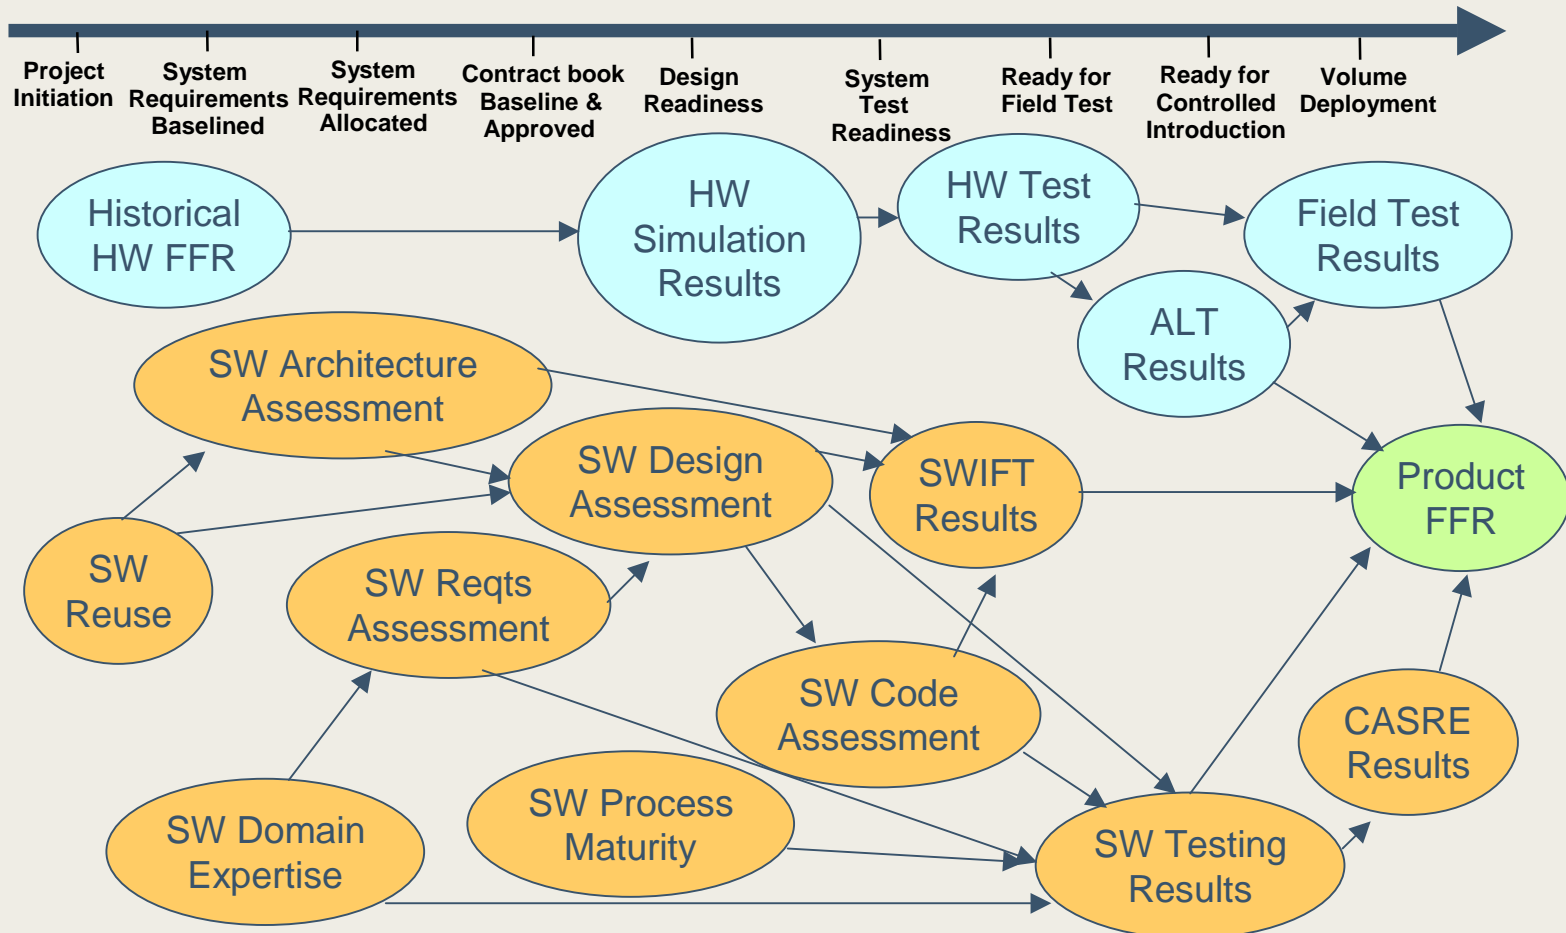 Project
Initiation
System
Requirements
Baselined
System
Requirements
Allocated
Contract book
Baseline &
Approved
Design
Readiness
System
Test
Readiness
Ready for
Field Test
Ready for
Controlled
Introduction
Volume
Deployment
Historical
HW FFR
HW
Simulation
Results
HW Test
Results
Field Test
Results
ALT
Results
SW Architecture
Assessment
SW Design
Assessment
SWIFT
Results
Product
FFR
SW
Reuse
SW Reqts
Assessment
SW Code
Assessment
CASRE
Results
SW Domain
Expertise
SW Process
Maturity
SW Testing
Results